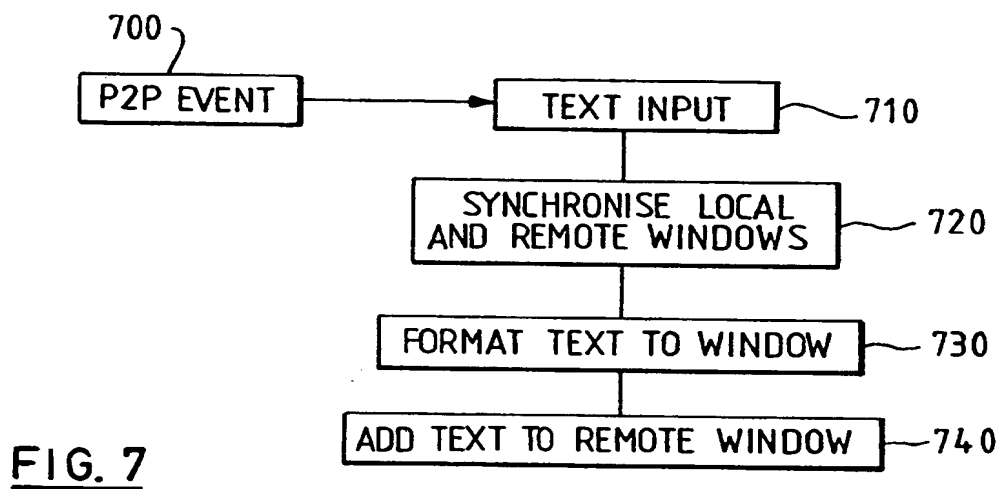 700
P2P EVENT
TEXT INPUT
710
SYNCHRONISE LOCAL
AND REMOTE WINDOWS
720
FORMAT TEXT TO WINDOW
730
ADD TEXT TO REMOTE WINDOW
740
FIG. 7